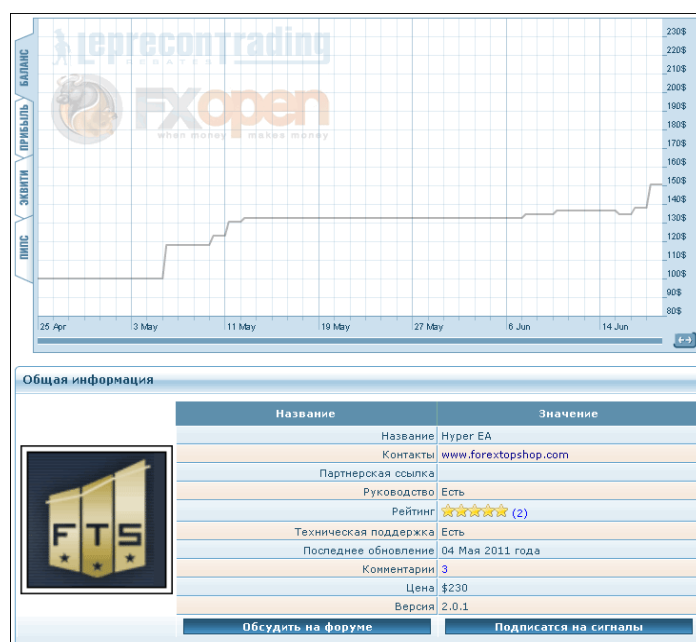 Leprecontrading
DEBATES
FXopen
when money makes money
БАЛАНС
ПРИБЫЛЬ
ЭКВИТИ
ПИПС
230$
220$
210$
200$
190$
180$
170$
160$
150$
140$
130$
120$
110$
100$
90$
80$
25 Apr 3 May 11 May 19 May 27 May 6 Jun 14 Jun
Общая информация
Название Значение
Название Hyper EA
Контакты www.forextopshop.com
Партнерская ссылка
Руководство Есть
Рейтинг (2)
Техническая поддержка Есть
Последнее обновление 04 Мая 2011 года
Комментарии 3
Цена $230
Версия 2.0.1
FTS
Обсудить на форуме Подписатся на сигналы